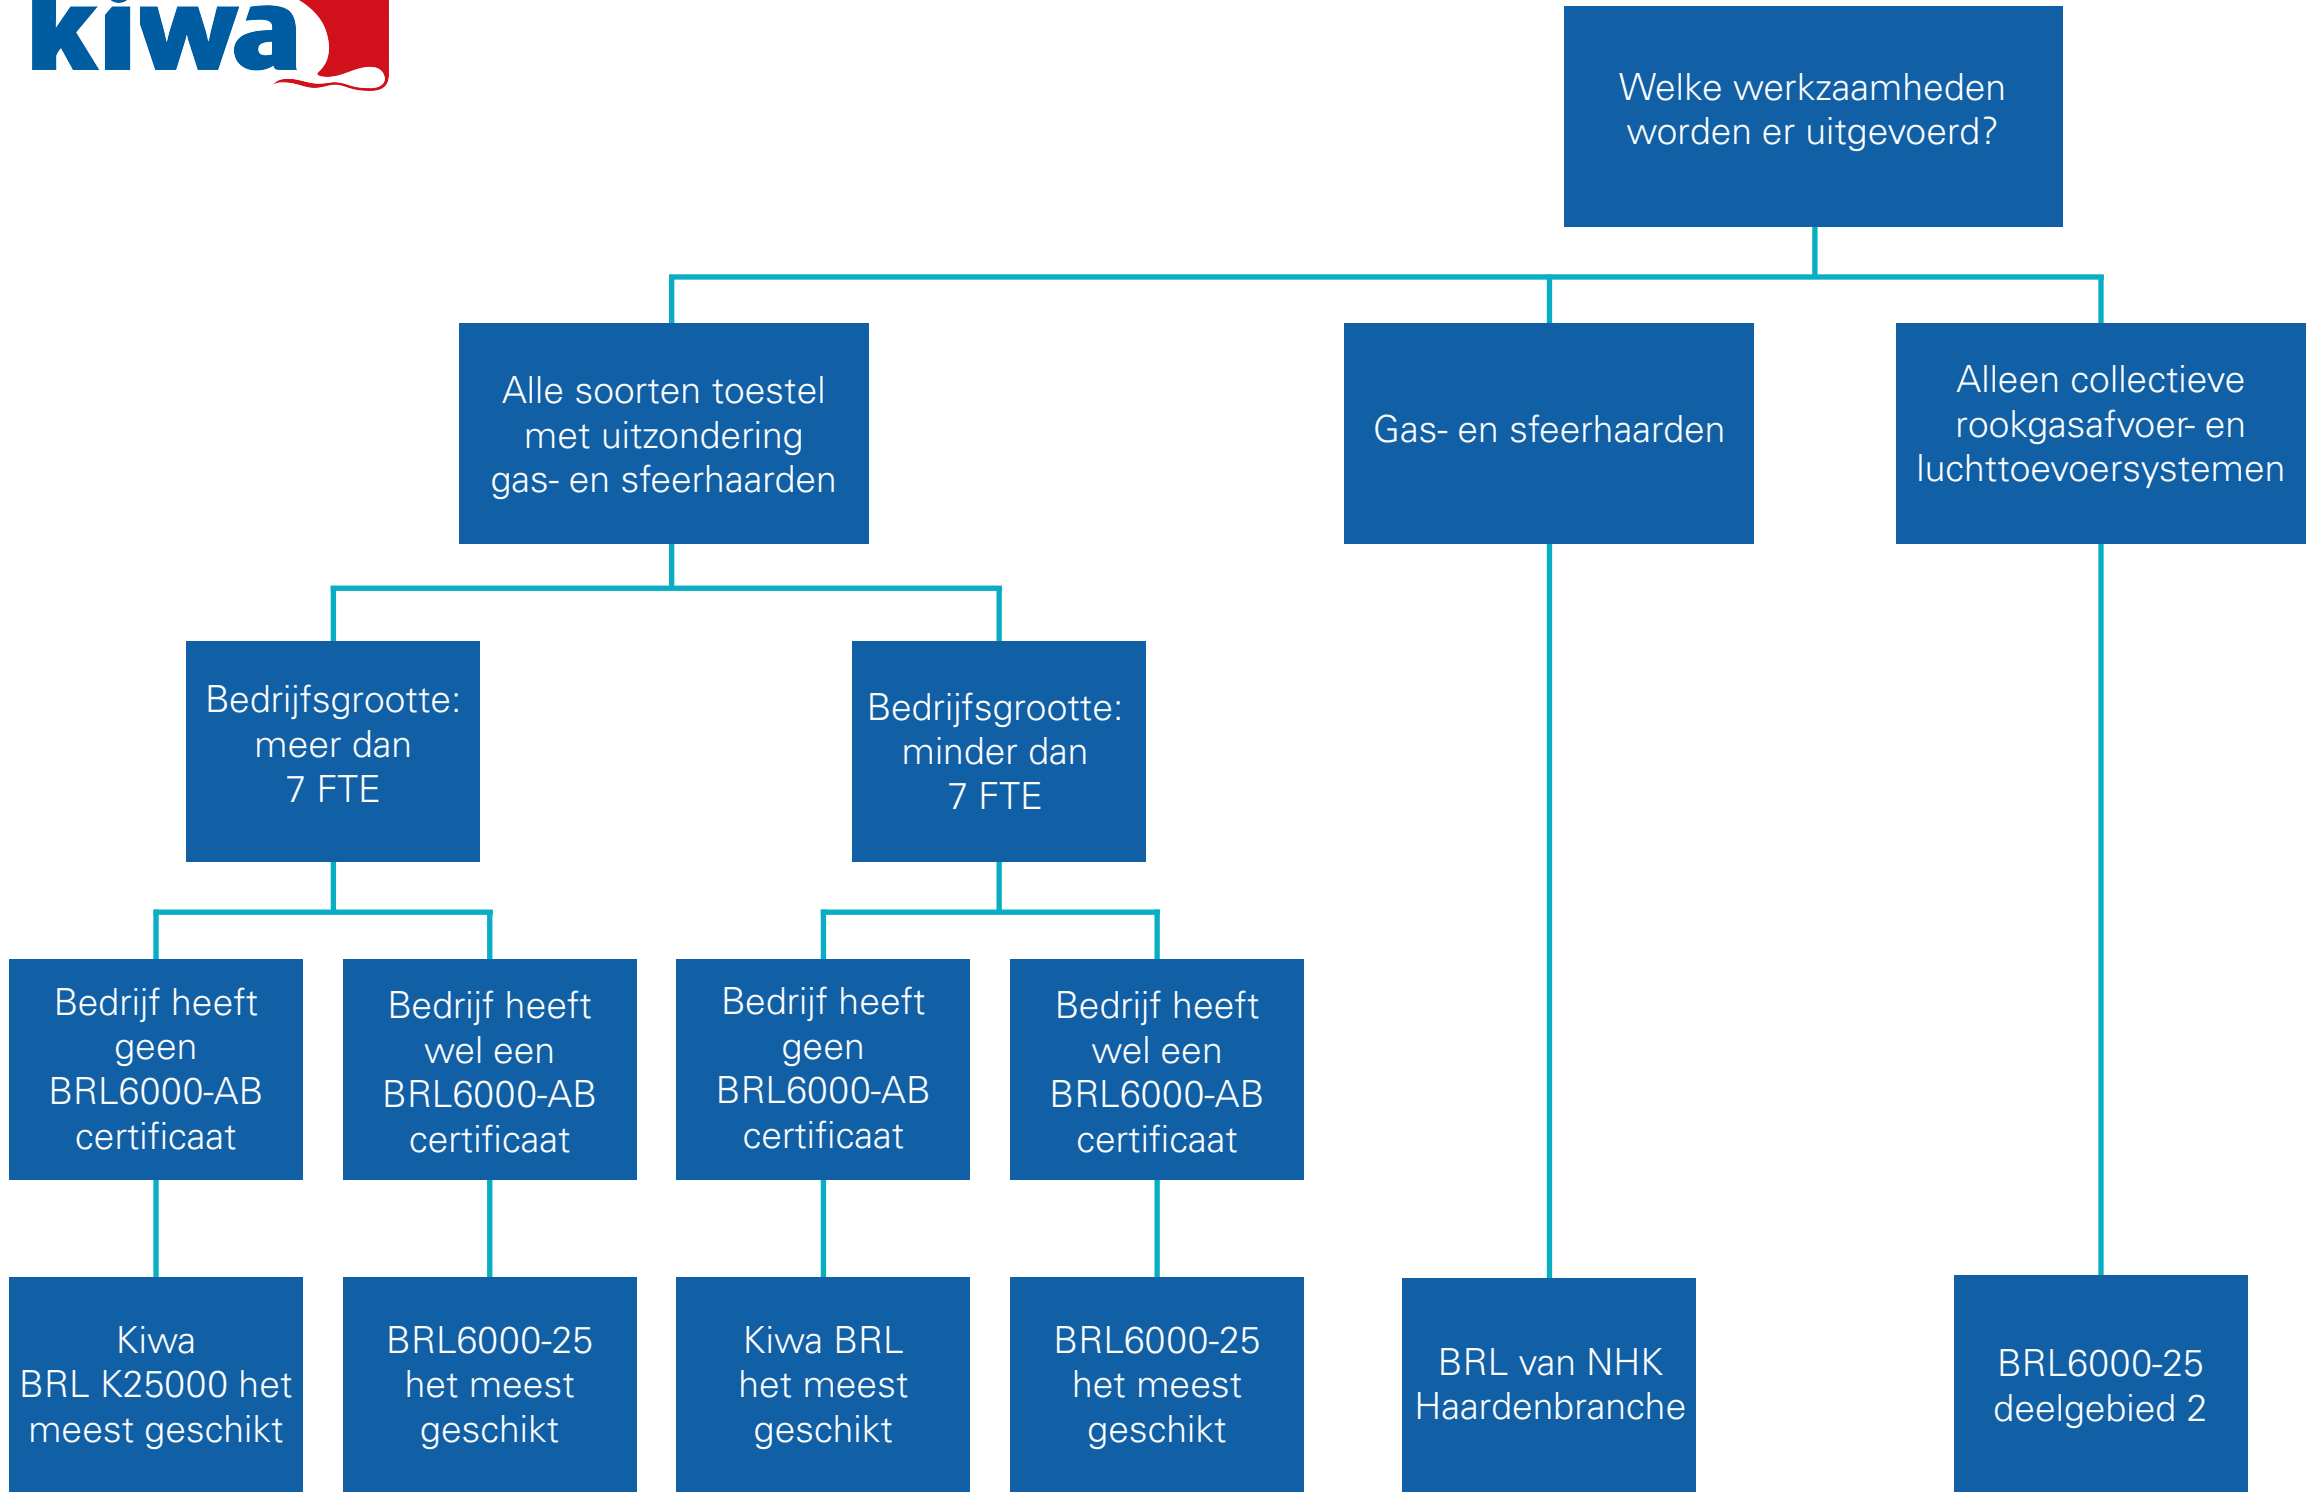 kiwa
Welke werkzaamheden
worden er uitgevoerd?
Alle soorten toestel
met uitzondering
gas- en sfeerhaarden
Gas- en sfeerhaarden
Alleen collectieve
rookgasafvoer- en
luchttoevoersystemen
Bedrijfsgrootte:
meer dan
7 FTE
Bedrijfsgrootte:
minder dan
7 FTE
Bedrijf heeft
geen
BRL6000-AB
certificaat
Bedrijf heeft
wel een
BRL6000-AB
certificaat
Bedrijf heeft
geen
BRL6000-AB
certificaat
Bedrijf heeft
wel een
BRL6000-AB
certificaat
Kiwa
BRL K25000 het
meest geschikt
BRL6000-25
het meest
geschikt
Kiwa BRL
het meest
geschikt
BRL6000-25
het meest
geschikt
BRL van NHK
Haardenbranche
BRL6000-25
deelgebied 2